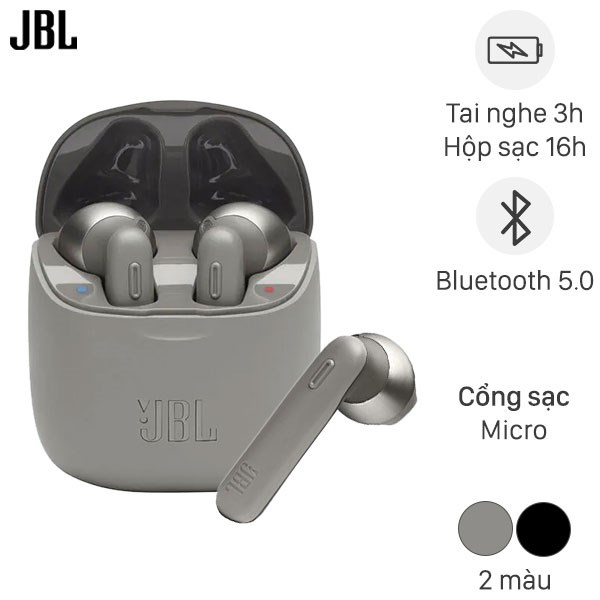 JBL
Tai nghe 3h
Hộp sạc 16h
Bluetooth 5.0
Cổng sạc
Micro
2 màu
JBL
JBL